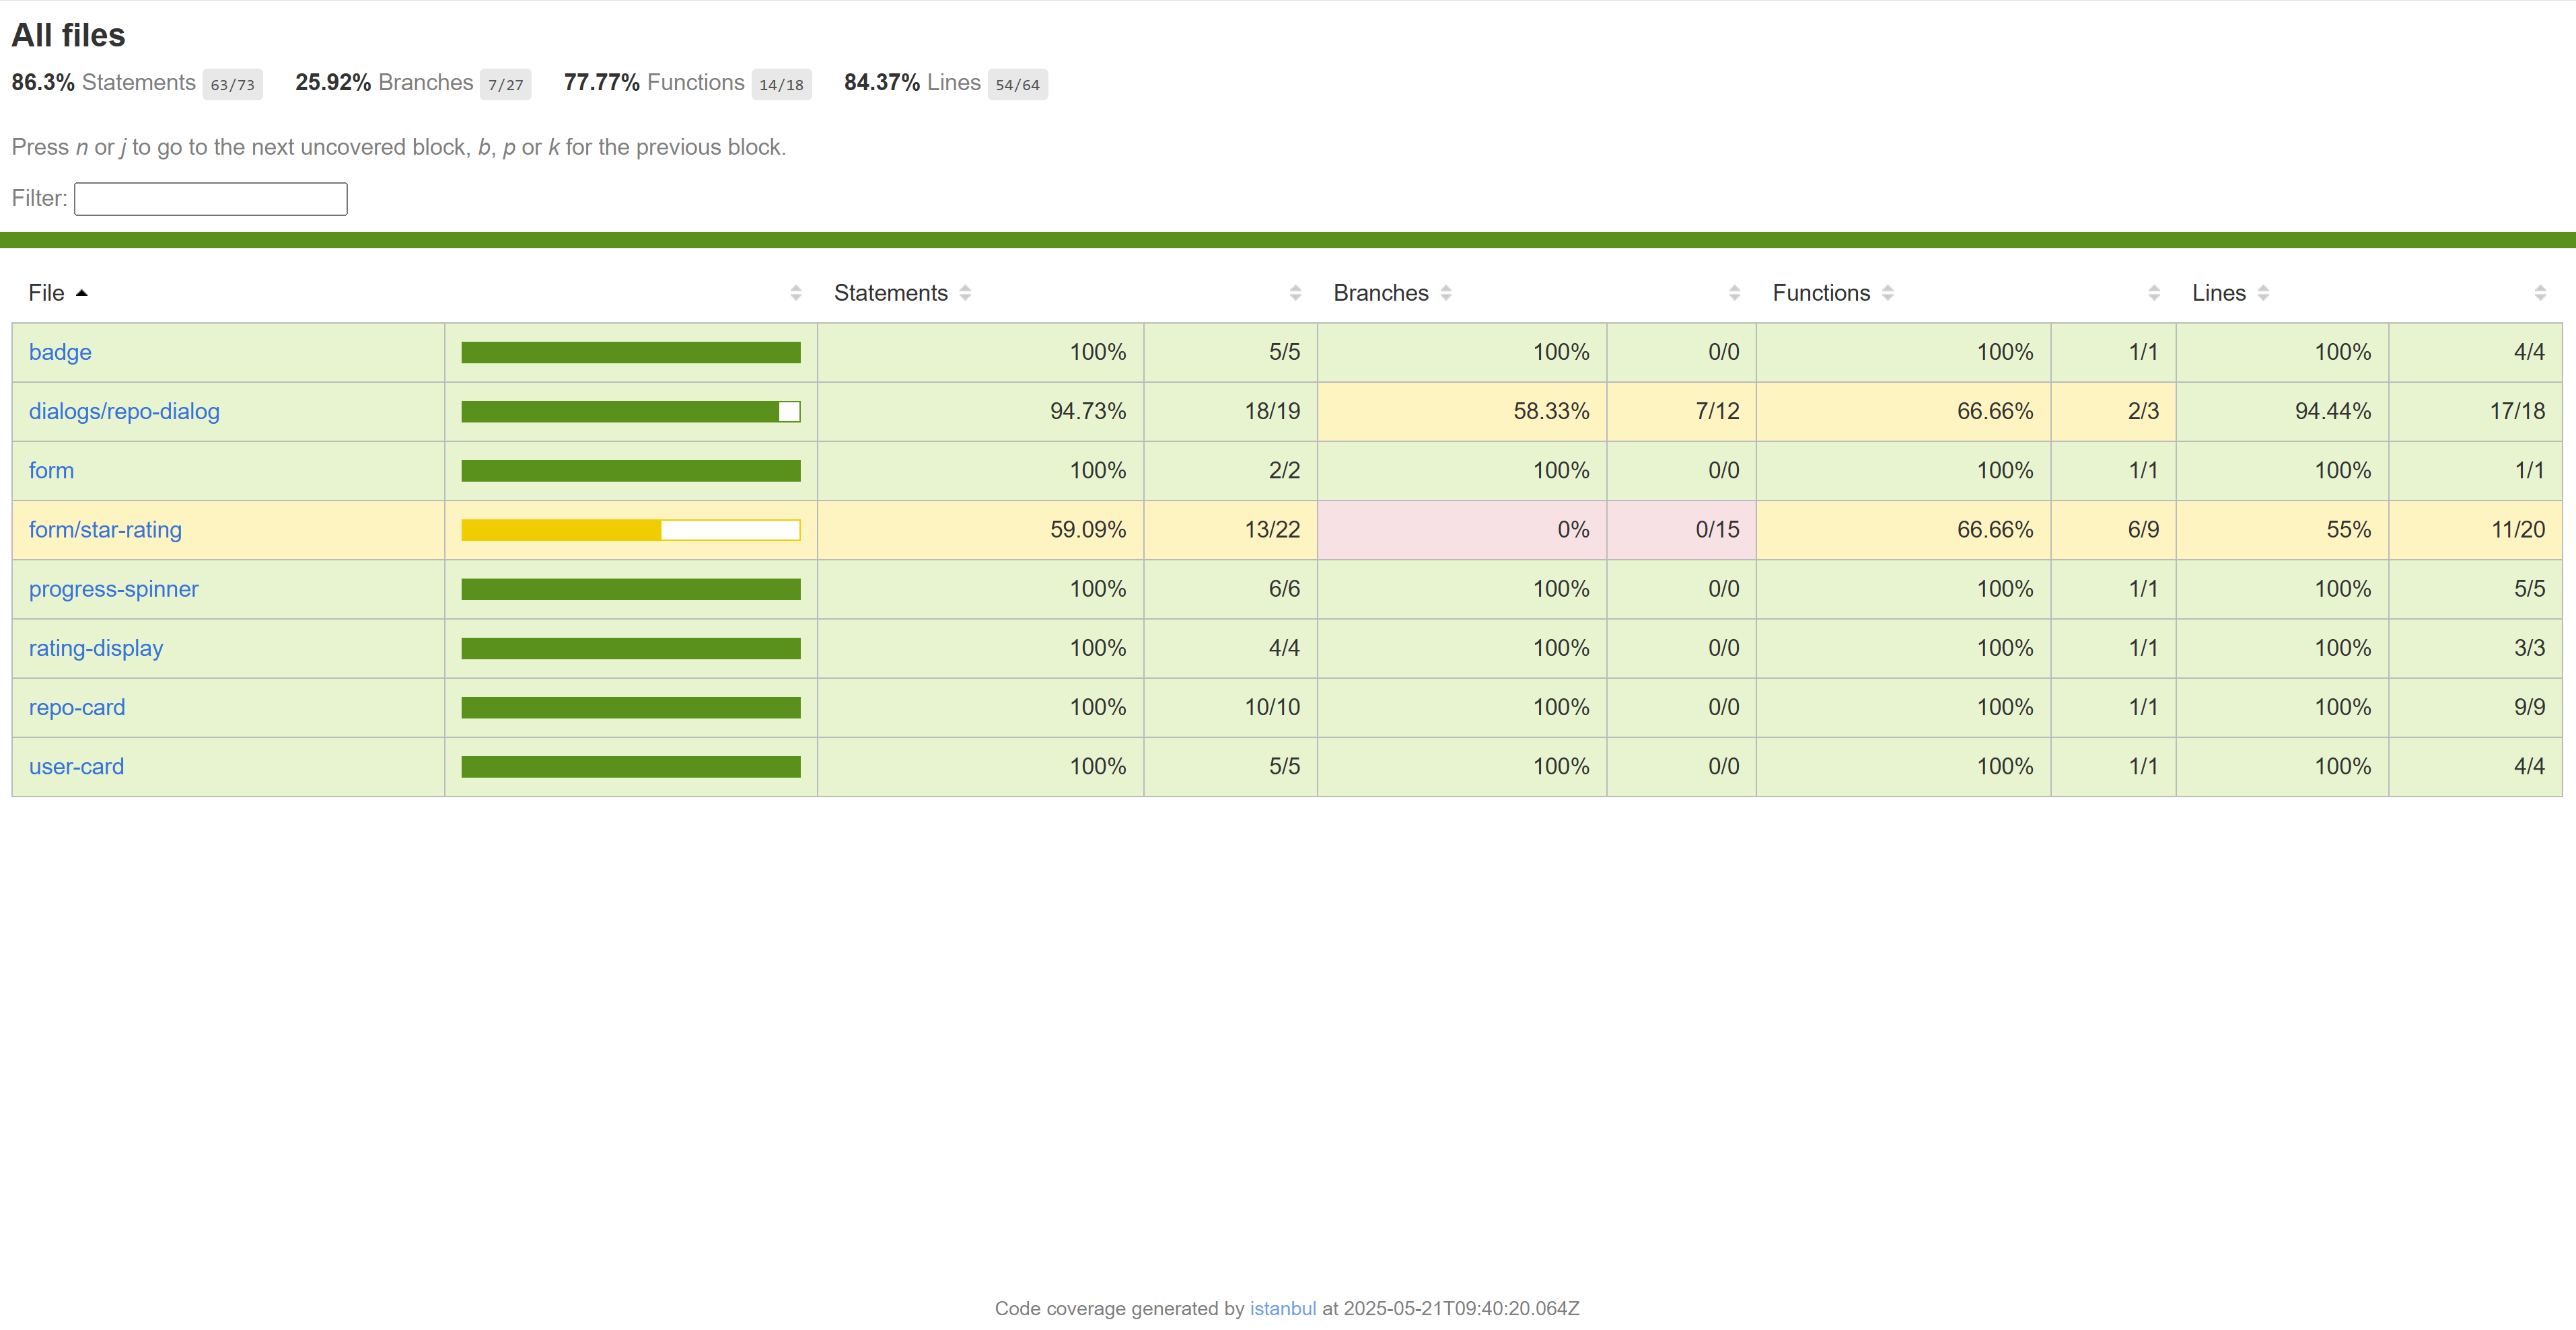 All files
86.3% Statements 63/73 25.92% Branches 7/27 77.77% Functions 14/18 84.37% Lines 54/64
Press n or j to go to the next uncovered block, b, p or k for the previous block.
Filter:
File Statements Branches Functions Lines
badge 100% 5/5 100% 0/0 100% 1/1 100% 4/4
dialogs/repo-dialog 94.73% 18/19 58.33% 7/12 66.66% 2/3 94.44% 17/18
form 100% 2/2 100% 0/0 100% 1/1 100% 1/1
form/star-rating 59.09% 13/22 0% 0/15 66.66% 6/9 55% 11/20
progress-spinner 100% 6/6 100% 0/0 100% 1/1 100% 5/5
rating-display 100% 4/4 100% 0/0 100% 1/1 100% 3/3
repo-card 100% 10/10 100% 0/0 100% 1/1 100% 9/9
user-card 100% 5/5 100% 0/0 100% 1/1 100% 4/4
Code coverage generated by istanbul at 2025-05-21T09:40:20.064Z